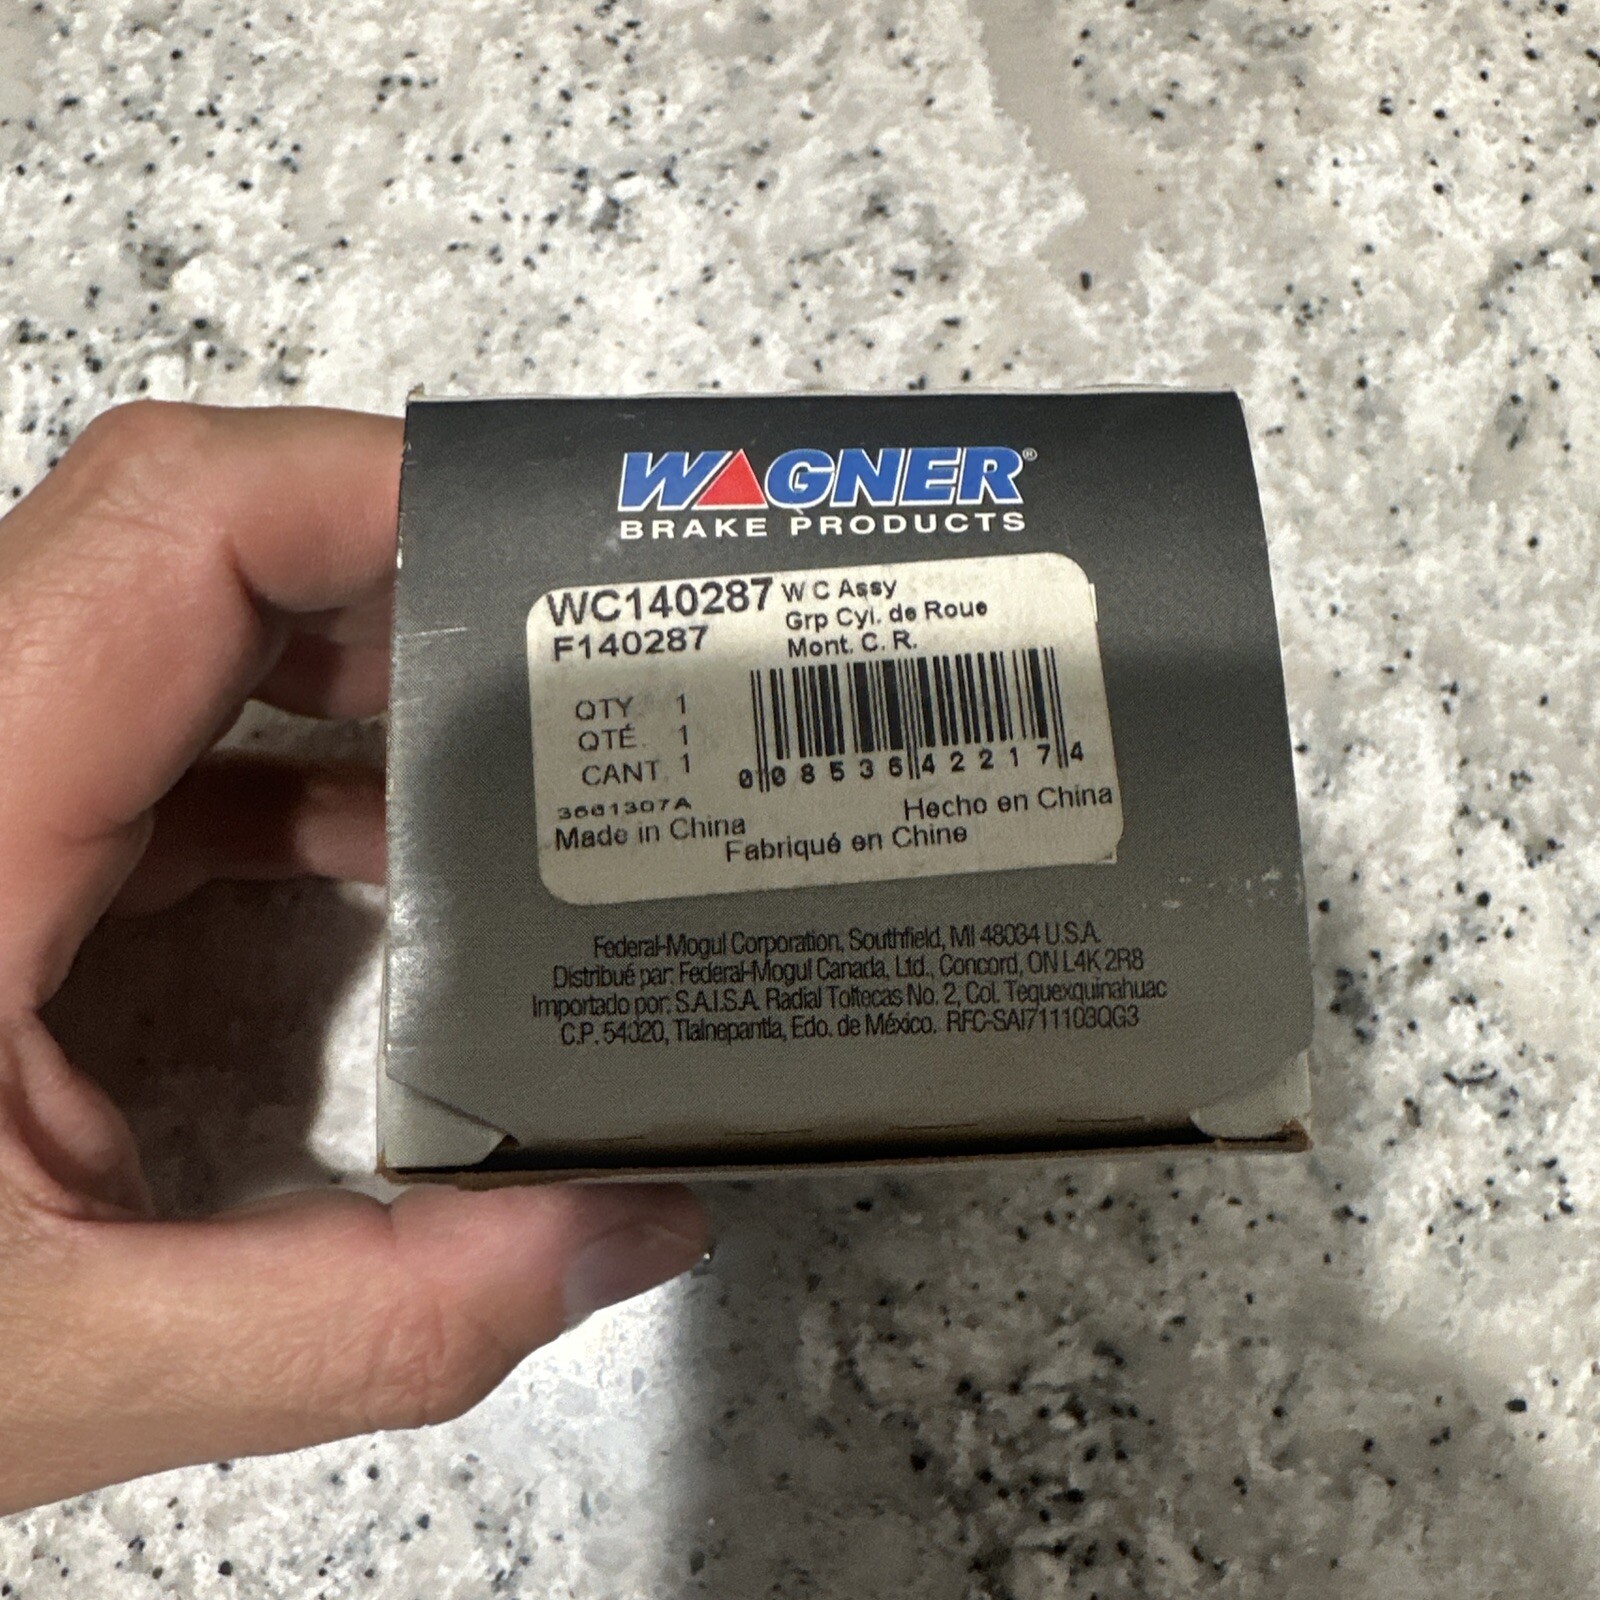 WAGNER®
BRAKE PRODUCTS
WC140287 W C Assy
F140287 Grp Cyl. de Roue
Mont. C. R.
QTY 1
QTÉ. 1
CANT. 1
0 08536 42217 4
3661307A
Made in China
Hecho en China
Fabriqué en Chine
Federal-Mogul Corporation, Southfield, MI 48034 U.S.A.
Distribué par: Federal-Mogul Canada, Ltd., Concord, ON L4K 2R8
Importado por: S.A.I.S.A. Radial Toltecas No. 2, Col. Tequexquinahuac
C.P. 54020, Tlalnepantla, Edo. de México. RFC-SAI711103QG3